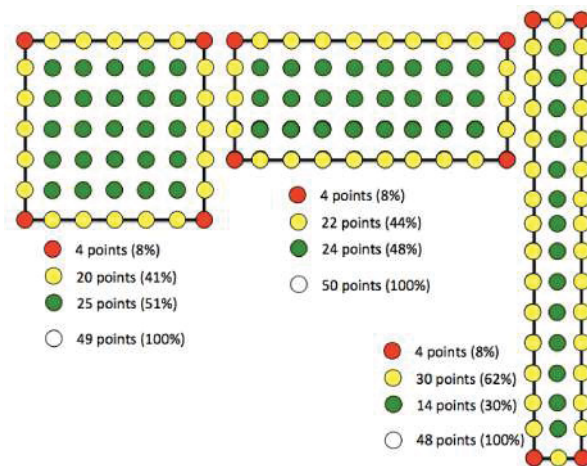 4 points (8%)
20 points (41%)
25 points (51%)
49 points (100%)
4 points (8%)
22 points (44%)
24 points (48%)
50 points (100%)
4 points (8%)
30 points (62%)
14 points (30%)
48 points (100%)